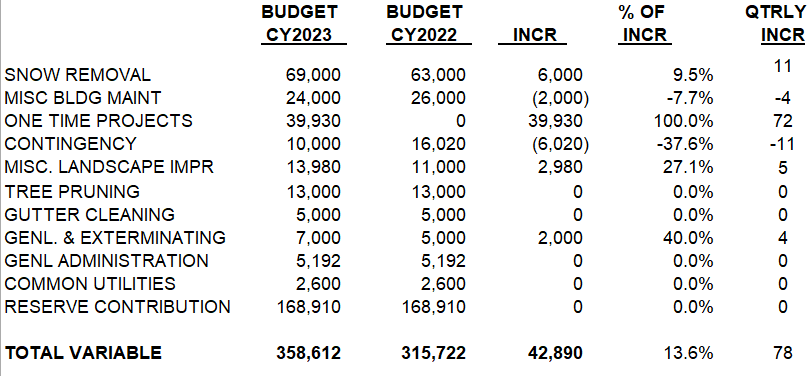 BUDGET BUDGET % OF QTRLY
CY2023 CY2022 INCR INCR INCR
SNOW REMOVAL 69,000 63,000 6,000 9.5% 11
MISC BLDG MAINT 24,000 26,000 (2,000) -7.7% -4
ONE TIME PROJECTS 39,930 0 39,930 100.0% 72
CONTINGENCY 10,000 16,020 (6,020) -37.6% -11
MISC. LANDSCAPE IMPR 13,980 11,000 2,980 27.1% 5
TREE PRUNING 13,000 13,000 0 0.0% 0
GUTTER CLEANING 5,000 5,000 0 0.0% 0
GENL. & EXTERMINATING 7,000 5,000 2,000 40.0% 4
GENL ADMINISTRATION 5,192 5,192 0 0.0% 0
COMMON UTILITIES 2,600 2,600 0 0.0% 0
RESERVE CONTRIBUTION 168,910 168,910 0 0.0% 0
TOTAL VARIABLE 358,612 315,722 42,890 13.6% 78